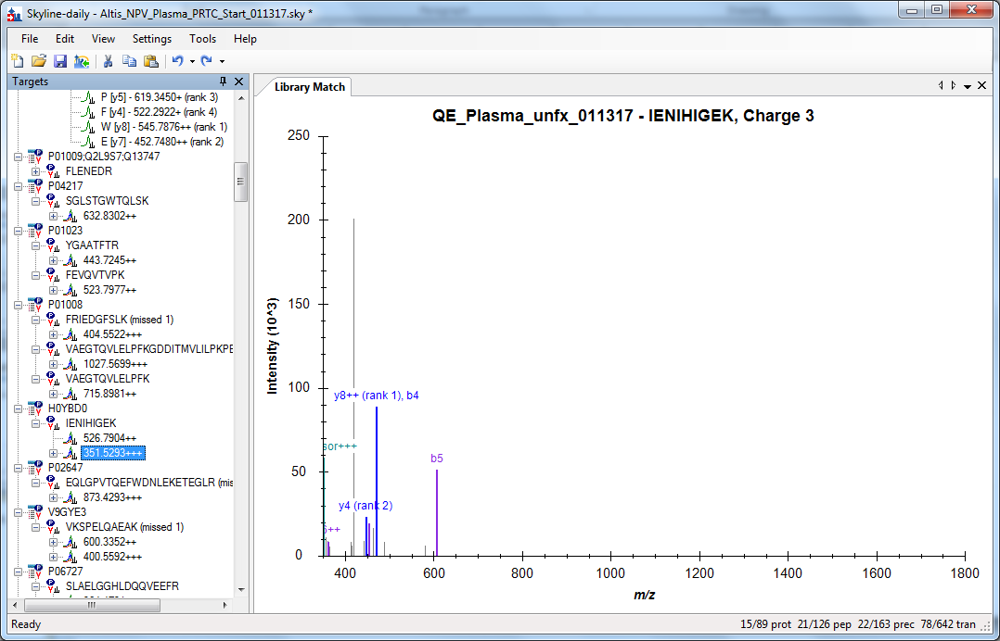 Skyline-daily - Altis_NPV_Plasma_PRTC_Start_011317.sky *
File Edit View Settings Tools Help
Targets
P [y5] - 619.3450+ (rank 3)
F [y4] - 522.2922+ (rank 4)
W [y8] - 545.7876++ (rank 1)
E [y7] - 452.7480++ (rank 2)
P01009;Q2L9S7;Q13747
FLENEDR
P04217
SGLSTGWTQLSK
632.8302++
P01023
YGAATFTR
443.7245++
FEVQVTVPK
523.7977++
P01008
FRIEDGFSLK (missed 1)
404.5522+++
VAEGTQVLELPFKGDDITMVLILPKPE
1027.5699+++
VAEGTQVLELPFK
715.8981++
H0YBD0
IENIHIGEK
526.7904++
351.5293+++
P02647
EQLGPVTQEFWDNLEKETEGLR (mis
873.4293+++
V9GYE3
VKSPELQAEAK (missed 1)
600.3352++
400.5592+++
P06727
SLAELGGHLDQQVEEFR
Library Match
QE_Plasma_unfx_011317 - IENIHIGEK, Charge 3
Intensity (10^3)
250
200
150
100
50
0
y8++ (rank 1), b4
sor+++
b5
y4 (rank 2)
6++
400 600 800 1000 1200 1400 1600 1800
m/z
Ready
15/89 prot 21/126 pep 22/163 prec 78/642 tran